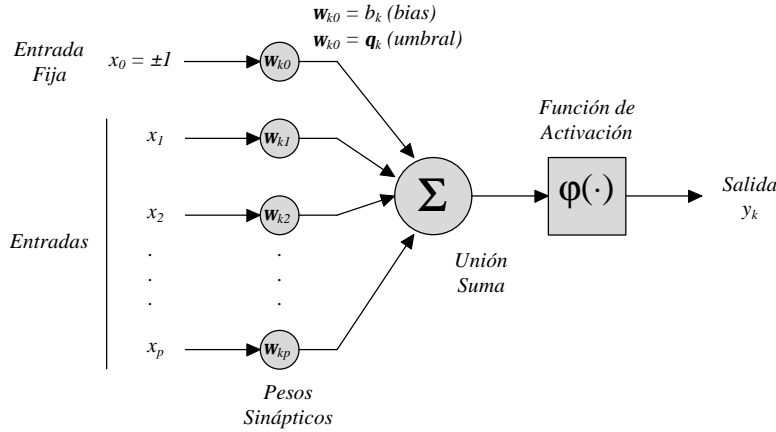 w_k0 = b_k (bias)
w_k0 = q_k (umbral)
Entrada
Fija
x_0 = ±1
w_k0
Función de
Activación
x_1
w_k1
Σ
φ(·)
Salida
y_k
x_2
w_k2
Entradas
Unión
Suma
. .
. .
. .
x_p
w_kp
Pesos
Sinápticos